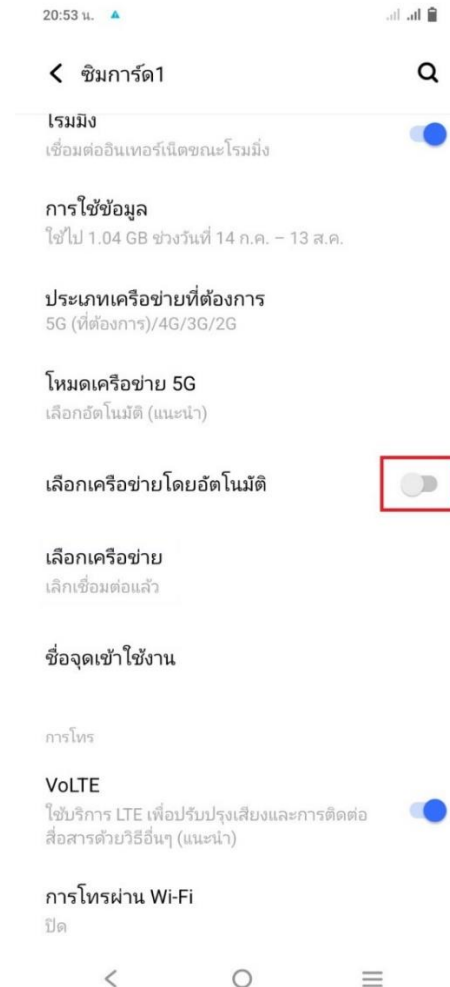 20:53 น.
ซิมการ์ด1
โรมมิ่ง
เชื่อมต่ออินเทอร์เน็ตขณะโรมมิ่ง
การใช้ข้อมูล
ใช้ไป 1.04 GB ช่วงวันที่ 14 ก.ค. – 13 ส.ค.
ประเภทเครือข่ายที่ต้องการ
5G (ที่ต้องการ)/4G/3G/2G
โหมดเครือข่าย 5G
เลือกอัตโนมัติ (แนะนำ)
เลือกเครือข่ายโดยอัตโนมัติ
เลือกเครือข่าย
เลิกเชื่อมต่อแล้ว
ชื่อจุดเข้าใช้งาน
การโทร
VoLTE
ใช้บริการ LTE เพื่อปรับปรุงเสียงและการติดต่อ
สื่อสารด้วยวิธีอื่นๆ (แนะนำ)
การโทรผ่าน Wi-Fi
ปิด